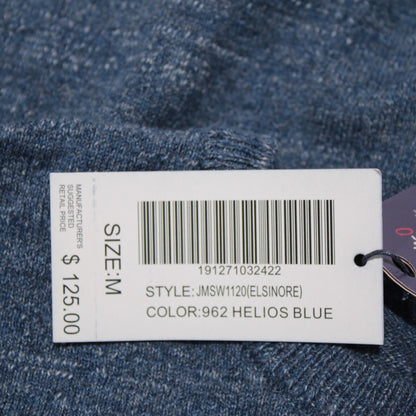 MANUFACTURER'S
SUGGESTED
RETAIL PRICE
$ 125.00
SIZE:M
191271032422
STYLE:JMSW1120(ELSINORE)
COLOR:962 HELIOS BLUE